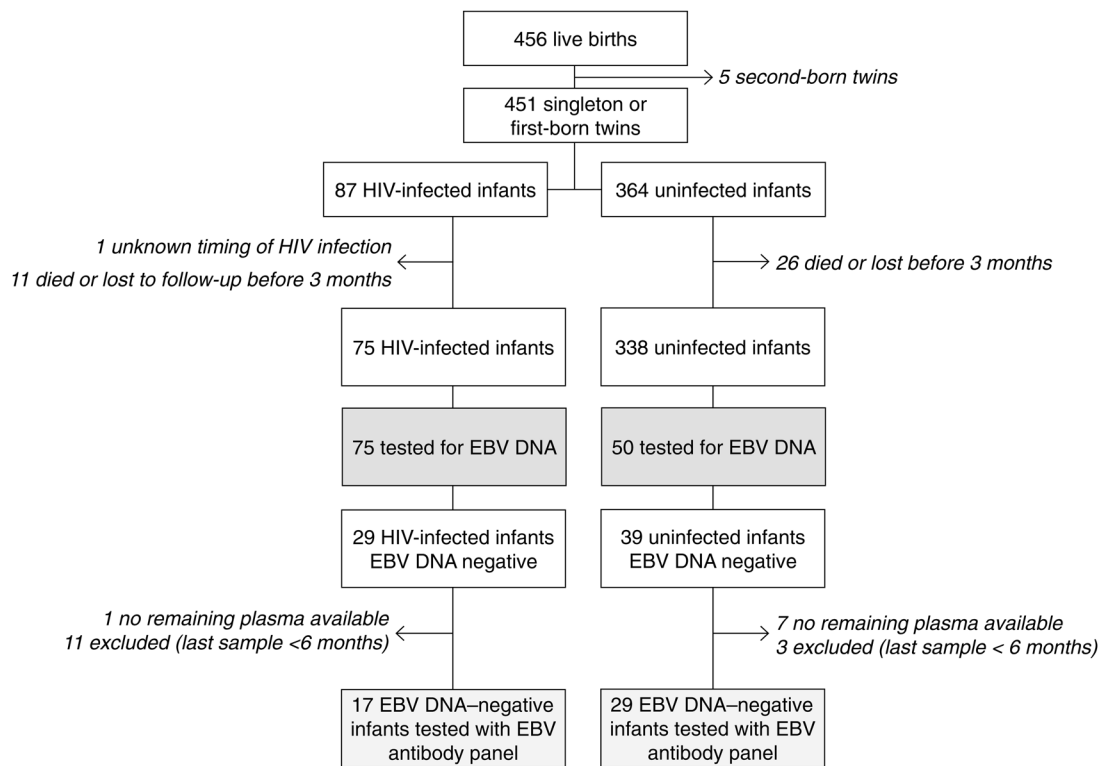 456 live births
5 second-born twins
451 singleton or
first-born twins
87 HIV-infected infants
364 uninfected infants
1 unknown timing of HIV infection
11 died or lost to follow-up before 3 months
26 died or lost before 3 months
75 HIV-infected infants
338 uninfected infants
75 tested for EBV DNA
50 tested for EBV DNA
29 HIV-infected infants
EBV DNA negative
39 uninfected infants
EBV DNA negative
1 no remaining plasma available
11 excluded (last sample <6 months)
7 no remaining plasma available
3 excluded (last sample < 6 months)
17 EBV DNA–negative
infants tested with EBV
antibody panel
29 EBV DNA–negative
infants tested with EBV
antibody panel